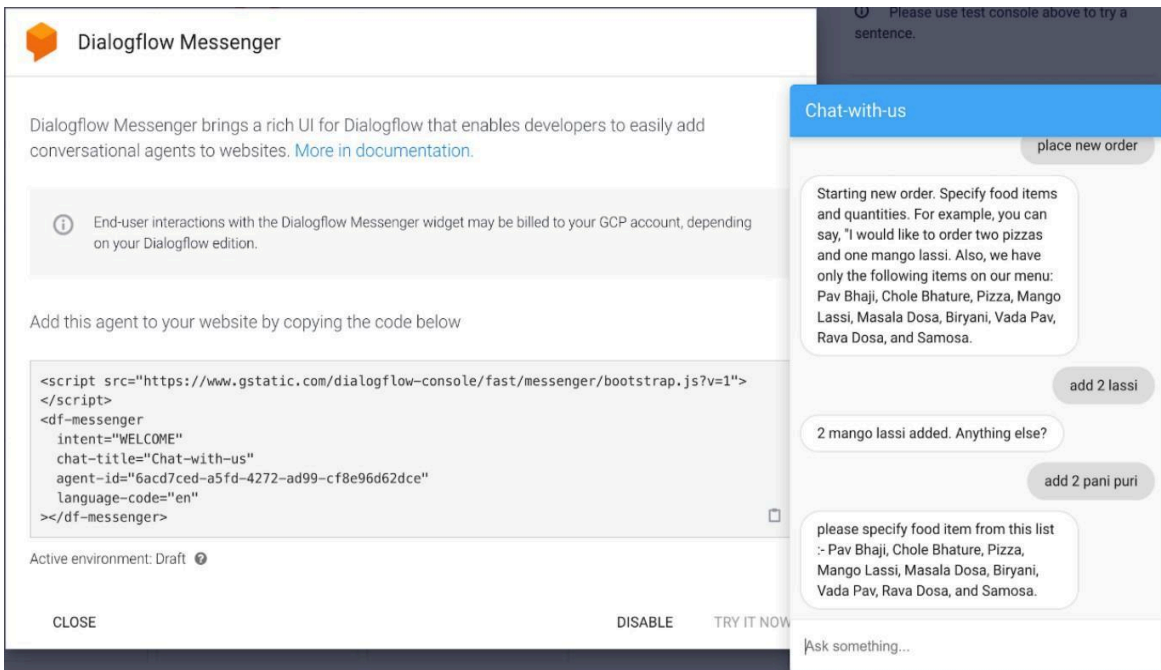 Dialogflow Messenger
Dialogflow Messenger brings a rich UI for Dialogflow that enables developers to easily add
conversational agents to websites. More in documentation.
End-user interactions with the Dialogflow Messenger widget may be billed to your GCP account, depending
on your Dialogflow edition.
Add this agent to your website by copying the code below
<script src="https://www.gstatic.com/dialogflow-console/fast/messenger/bootstrap.js?v=1">
</script>
<df-messenger
intent="WELCOME"
chat-title="Chat-with-us"
agent-id="6acd7ced-a5fd-4272-ad99-cf8e96d62dce"
language-code="en"
></df-messenger>
Active environment: Draft
CLOSE
DISABLE
TRY IT NOW
Please use test console above to try a
sentence.
Chat-with-us
place new order
Starting new order. Specify food items
and quantities. For example, you can
say, "I would like to order two pizzas
and one mango lassi. Also, we have
only the following items on our menu:
Pav Bhaji, Chole Bhature, Pizza, Mango
Lassi, Masala Dosa, Biryani, Vada Pav,
Rava Dosa, and Samosa.
add 2 lassi
2 mango lassi added. Anything else?
add 2 pani puri
please specify food item from this list
:- Pav Bhaji, Chole Bhature, Pizza,
Mango Lassi, Masala Dosa, Biryani,
Vada Pav, Rava Dosa, and Samosa.
Ask something...